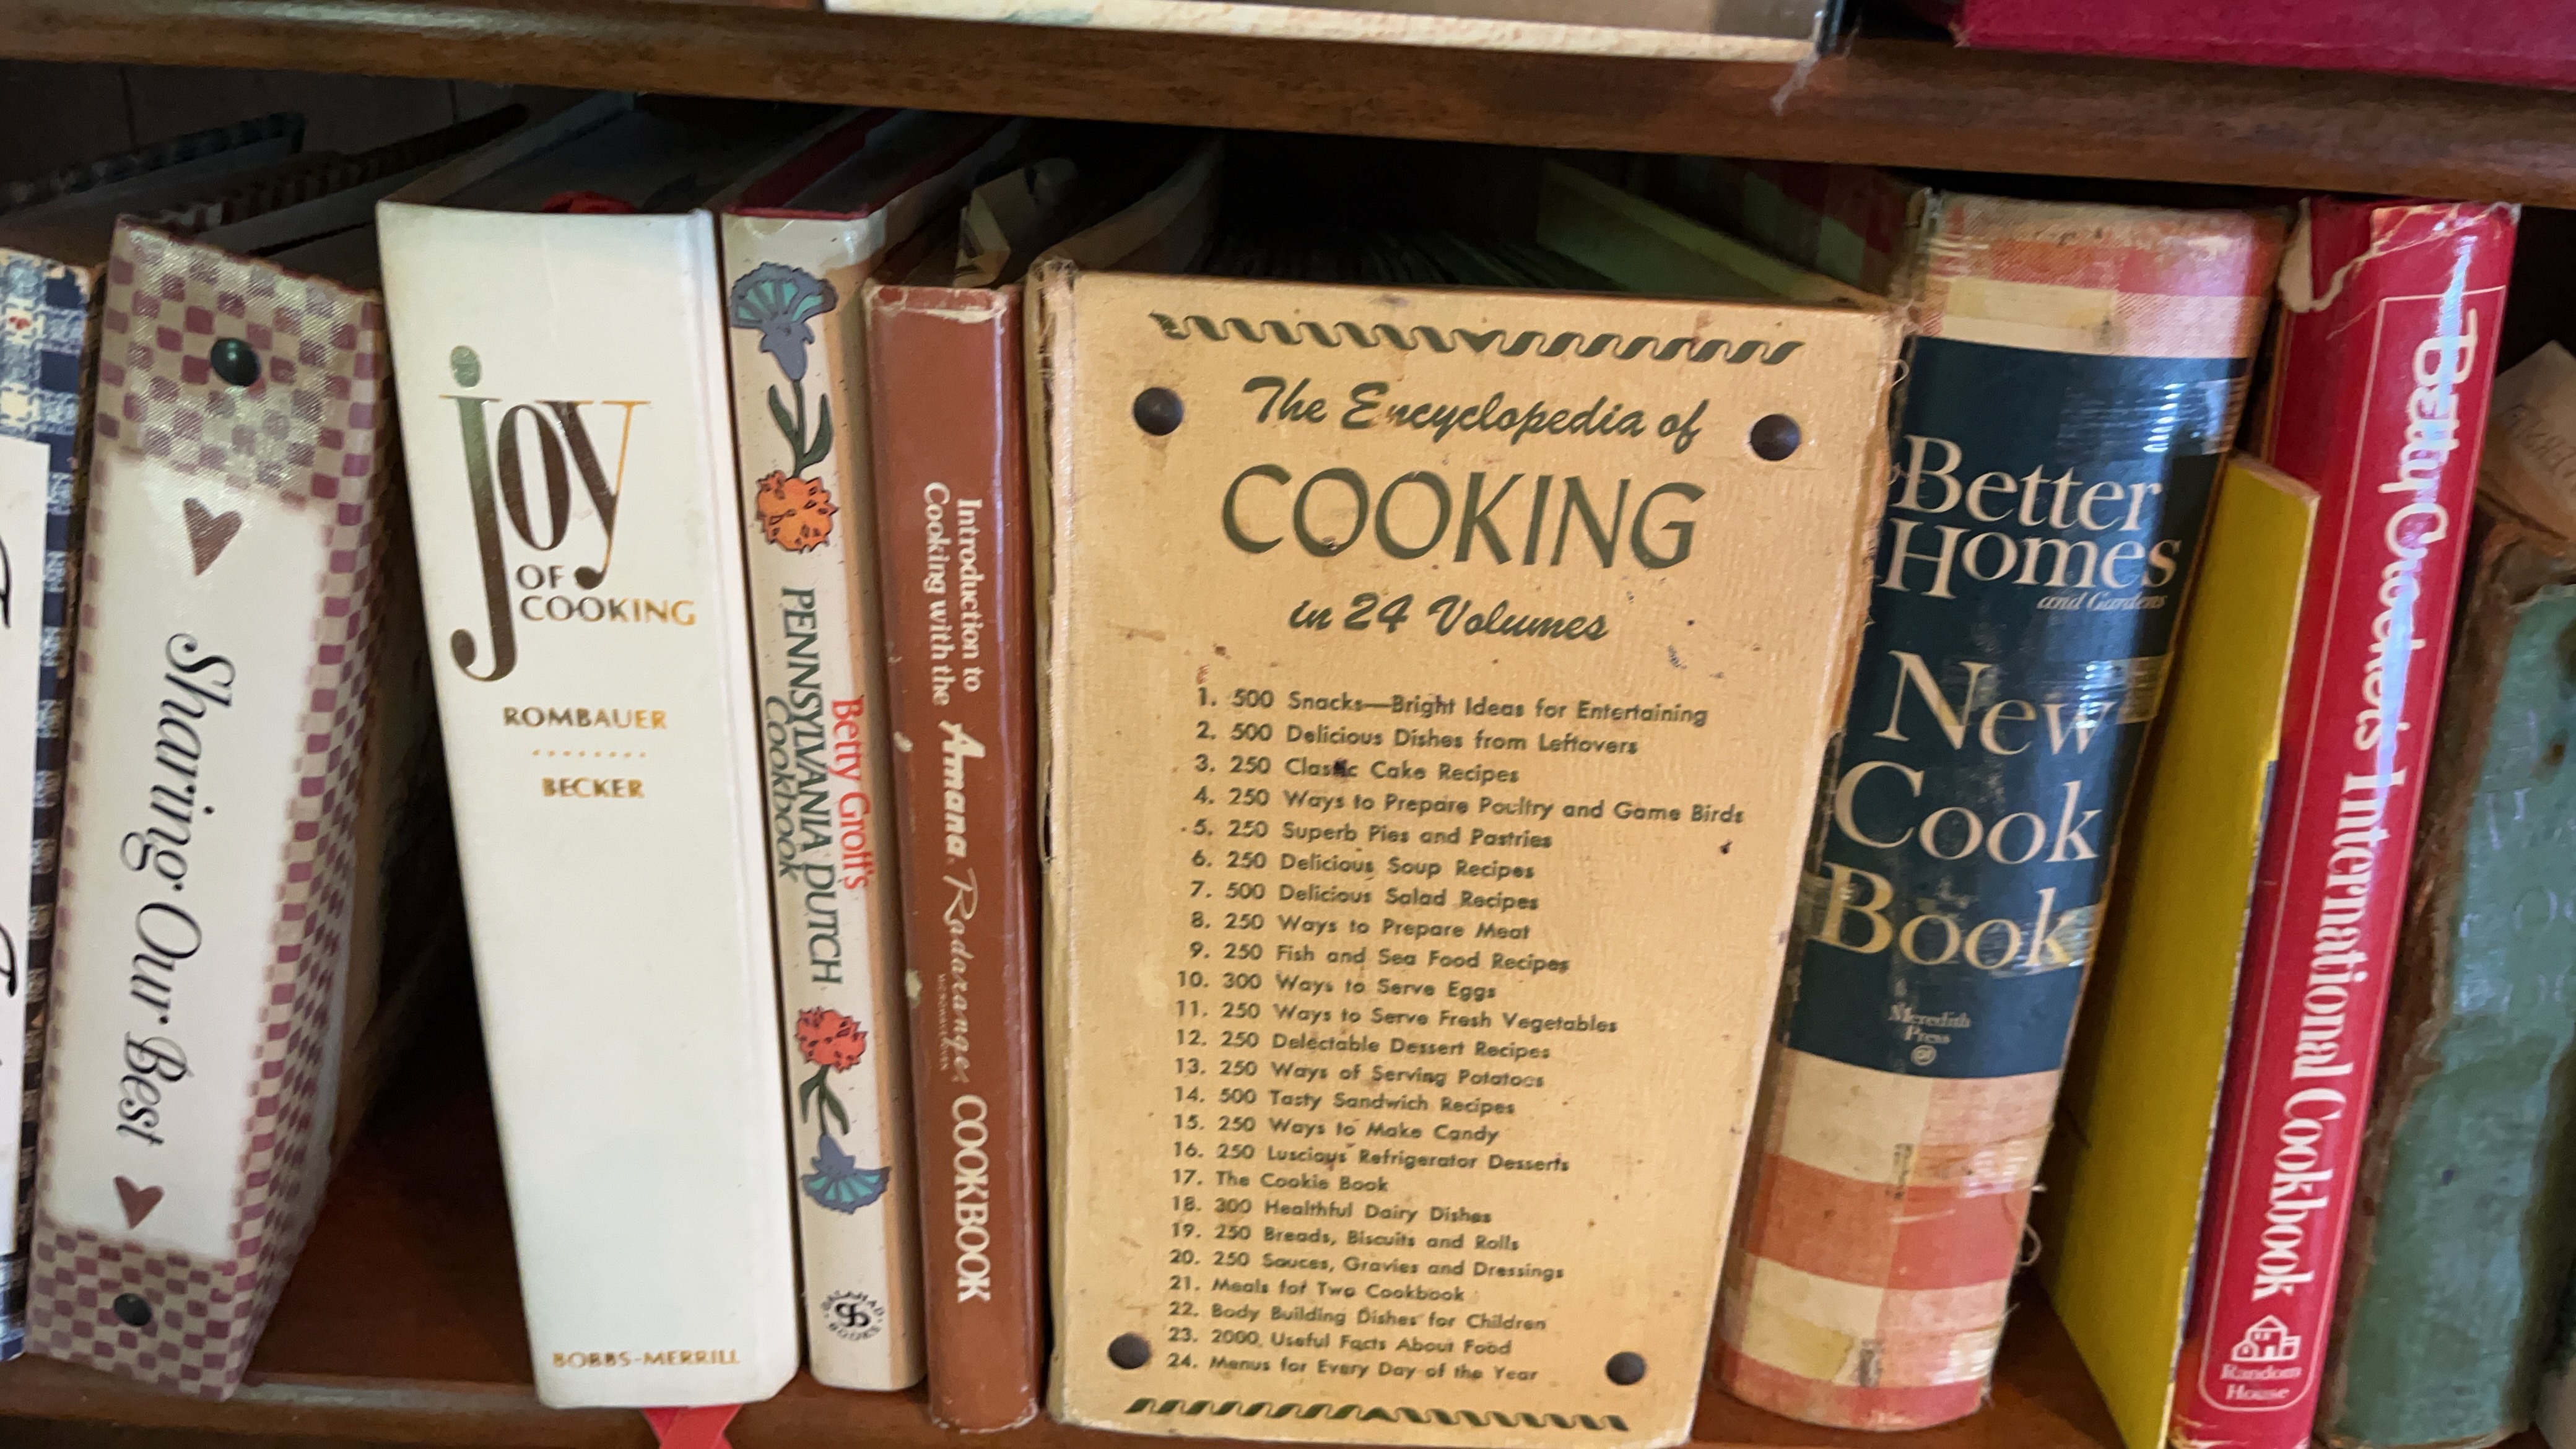 Sharing Our Best
joy
OF
COOKING
ROMBAUER
BECKER
BOBBS-MERRILL
Betty Groff's
PENNSYLVANIA DUTCH
Cookbook
GALAHAD
BOOKS
Introduction to
Cooking with the
Amana Radarange
MICROWAVE OVEN
COOKBOOK
The Encyclopedia of
COOKING
in 24 Volumes
1. 500 Snacks—Bright Ideas for Entertaining
2. 500 Delicious Dishes from Leftovers
3. 250 Classic Cake Recipes
4. 250 Ways to Prepare Poultry and Game Birds
5. 250 Superb Pies and Pastries
6. 250 Delicious Soup Recipes
7. 500 Delicious Salad Recipes
8. 250 Ways to Prepare Meat
9. 250 Fish and Sea Food Recipes
10. 300 Ways to Serve Eggs
11. 250 Ways to Serve Fresh Vegetables
12. 250 Delectable Dessert Recipes
13. 250 Ways of Serving Potatoes
14. 500 Tasty Sandwich Recipes
15. 250 Ways to Make Candy
16. 250 Luscious Refrigerator Desserts
17. The Cookie Book
18. 300 Healthful Dairy Dishes
19. 250 Breads, Biscuits and Rolls
20. 250 Sauces, Gravies and Dressings
21. Meals for Two Cookbook
22. Body Building Dishes for Children
23. 2000 Useful Facts About Food
24. Menus for Every Day of the Year
Better
Homes
and Gardens
New
Cook
Book
Meredith
Press
Betty Crocker's International Cookbook
Random
House